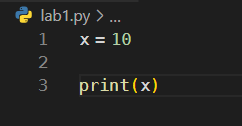 lab1.py > ...
1 x = 10
2
3 print(x)